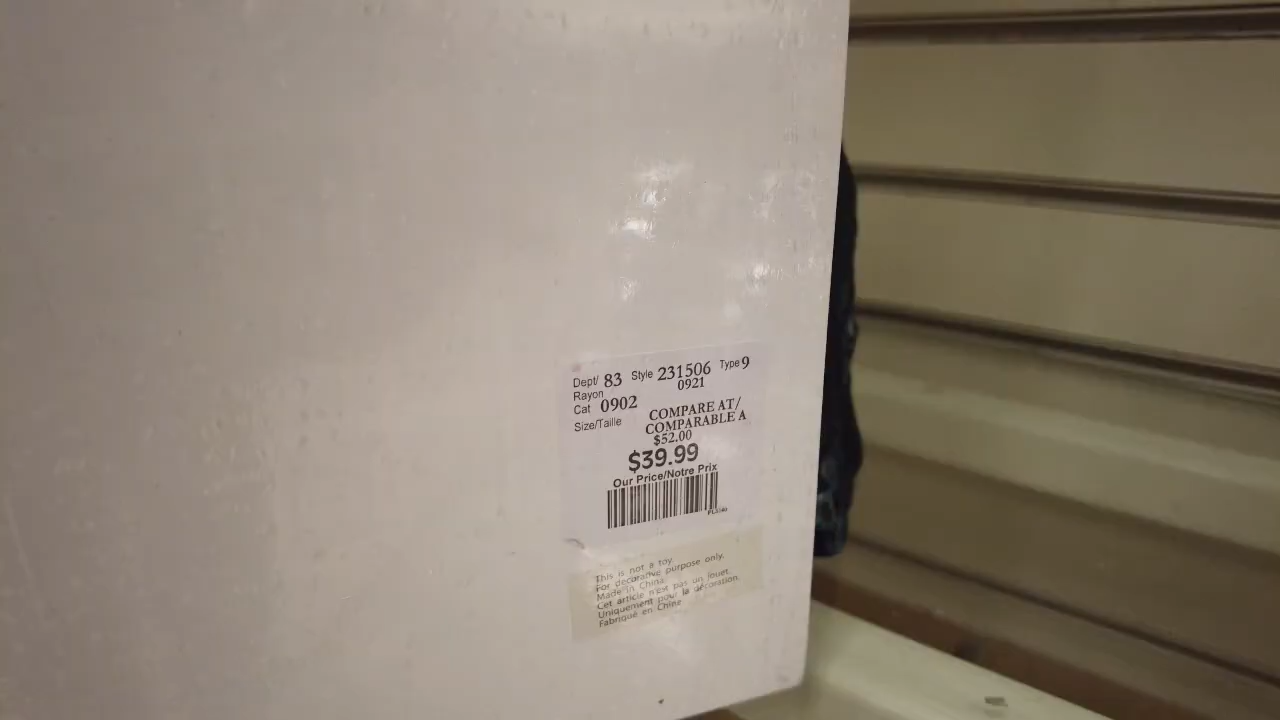 Dept/ 83 Style 231506 Type 9
Rayon 0921
Cat 0902
Size/Taille
COMPARE AT/
COMPARABLE A
$52.00
$39.99
Our Price/Notre Prix
This is not a toy.
For decorative purpose only.
Made in China
Cet article n'est pas un jouet.
Uniquement pour la décoration.
Fabriqué en Chine